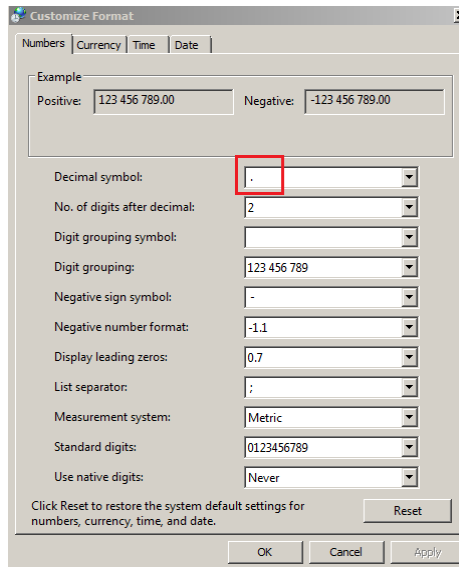 Customize Format
Numbers Currency Time Date
Example
Positive: 123 456 789.00 Negative: -123 456 789.00
Decimal symbol: .
No. of digits after decimal: 2
Digit grouping symbol:
Digit grouping: 123 456 789
Negative sign symbol: -
Negative number format: -1.1
Display leading zeros: 0.7
List separator: ;
Measurement system: Metric
Standard digits: 0123456789
Use native digits: Never
Click Reset to restore the system default settings for
numbers, currency, time, and date.
Reset
OK Cancel Apply